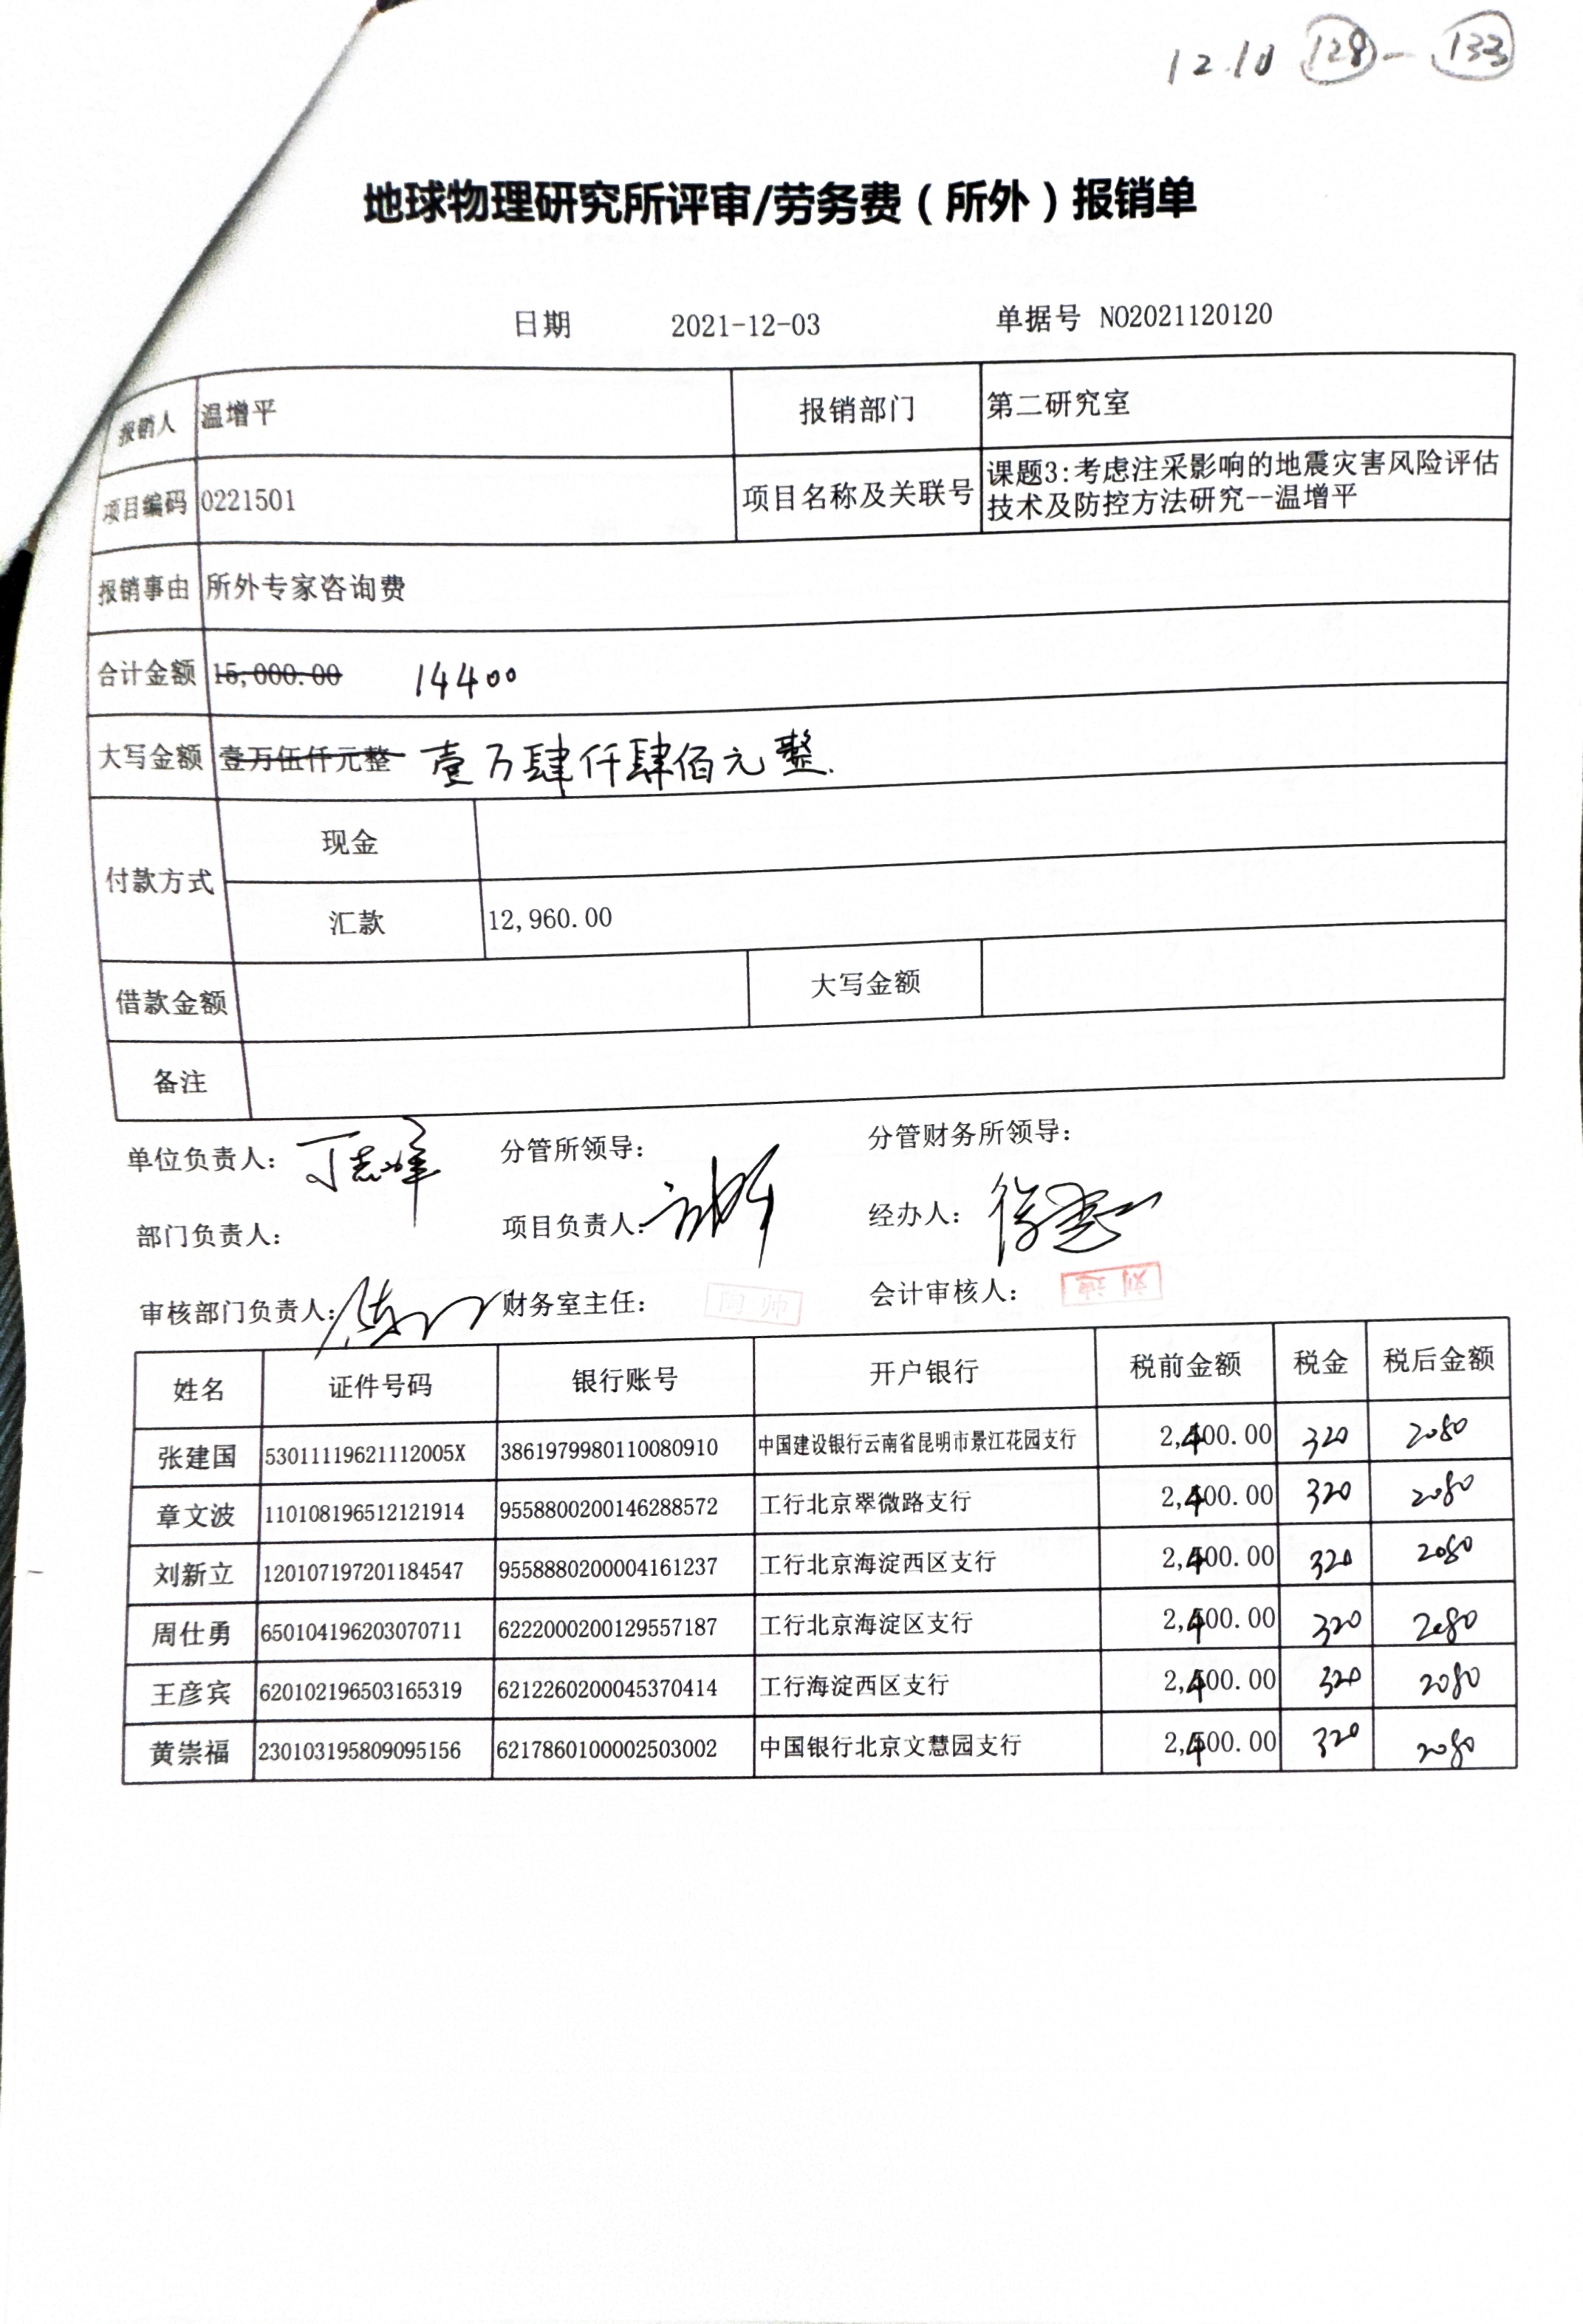 12.10 128 - 133
地球物理研究所评审/劳务费（所外）报销单
日期 2021-12-03 单据号 NO2021120120
报销人 温增平 报销部门 第二研究室
项目编码 0221501 项目名称及关联号 课题3:考虑注采影响的地震灾害风险评估
技术及防控方法研究--温增平
报销事由 所外专家咨询费
合计金额 15,000.00 14400
大写金额 壹万伍仟元整 壹万肆仟肆佰元整.
付款方式
现金
汇款 12,960.00
借款金额 大写金额
备注
单位负责人: 丁志峰 分管所领导: 分管财务所领导:
部门负责人: 项目负责人: 经办人:
审核部门负责人: 财务室主任: 会计审核人:
姓名 证件号码 银行账号 开户银行 税前金额 税金 税后金额
张建国 53011119621112005X 3861979980110080910 中国建设银行云南省昆明市景江花园支行 2,400.00 320 2080
章文波 110108196512121914 9558800200146288572 工行北京翠微路支行 2,400.00 320 2080
刘新立 120107197201184547 9558880200004161237 工行北京海淀西区支行 2,400.00 320 2080
周仕勇 650104196203070711 6222000200129557187 工行北京海淀区支行 2,400.00 320 2080
王彦宾 620102196503165319 6212260200045370414 工行海淀西区支行 2,400.00 320 2080
黄崇福 230103195809095156 6217860100002503002 中国银行北京文慧园支行 2,400.00 320 2080